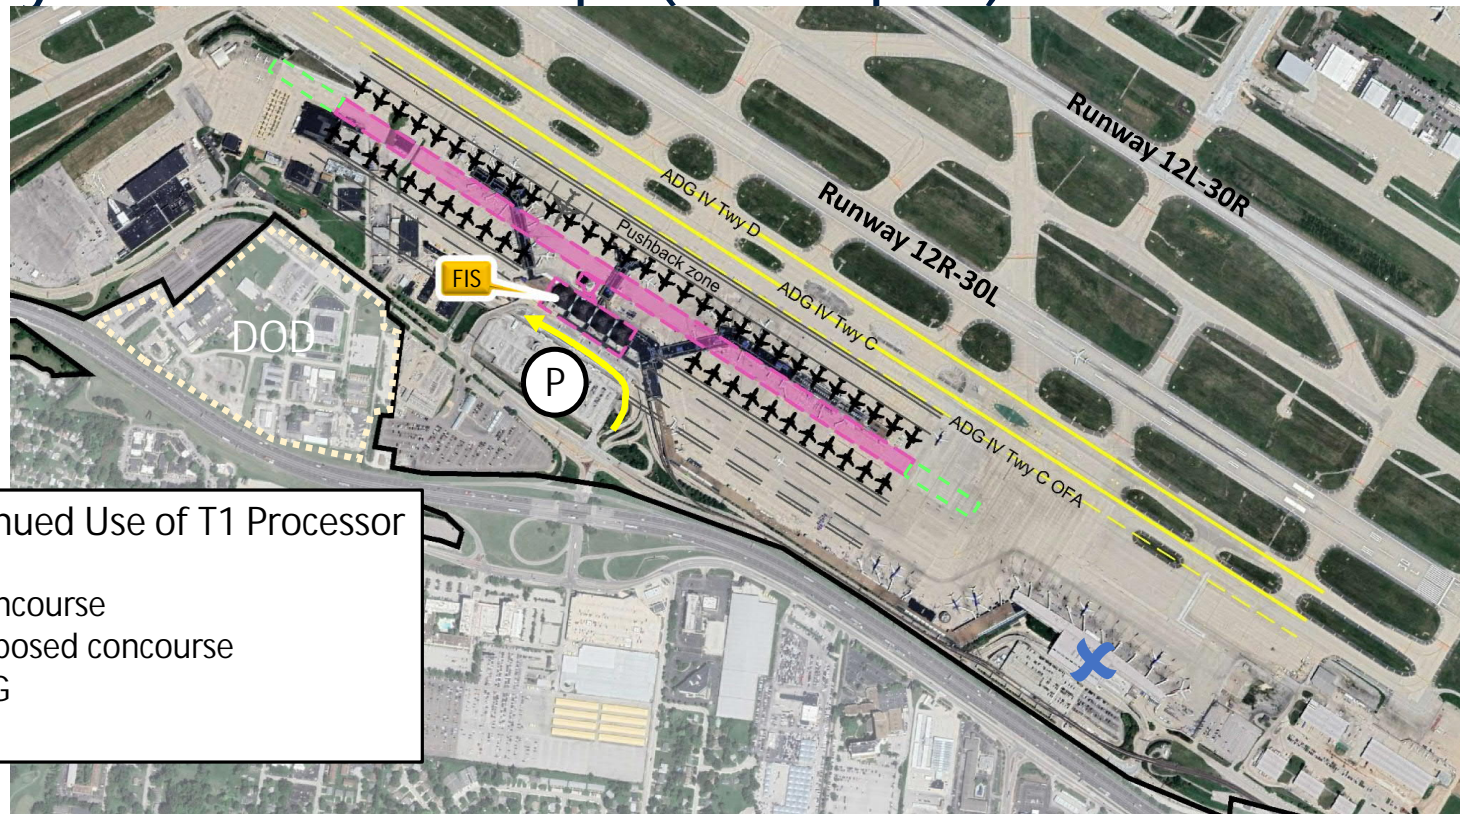 Runway 12L-30R
Runway 12R-30L
ADG IV Twy D
Pushback zone
ADG IV Twy C
FIS
DOD
P
ADG IV Twy C OFA
nued Use of T1 Processor
ncourse
posed concourse
G